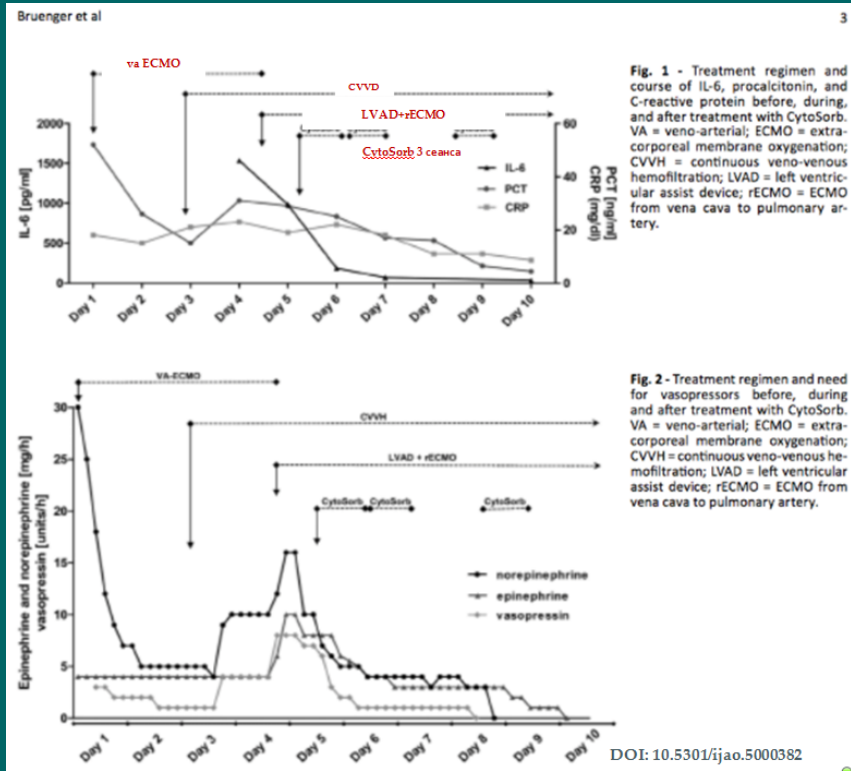 Bruenger et al
3
va ECMO
CVVD
LVAD+rECMO
CytoSorb 3 сеанса
2000
1500
1000
500
0
IL-6 [pg/ml]
60
40
20
0
PCT [ng/ml]
CRP (mg/dl)
IL-6
PCT
CRP
Day 1
Day 2
Day 3
Day 4
Day 5
Day 6
Day 7
Day 8
Day 9
Day 10
Fig. 1 - Treatment regimen and
course of IL-6, procalcitonin, and
C-reactive protein before, during,
and after treatment with CytoSorb.
VA = veno-arterial; ECMO = extra-
corporeal membrane oxygenation;
CVVH = continuous veno-venous
hemofiltration; LVAD = left ventric-
ular assist device; rECMO = ECMO
from vena cava to pulmonary ar-
tery.
VA-ECMO
CVVH
LVAD + rECMO
CytoSorb CytoSorb
CytoSorb
30
25
20
15
10
5
0
Epinephrine and norepinephrine [mg/h]
vasopressin [units/h]
norepinephrine
epinephrine
vasopressin
Day 1
Day 2
Day 3
Day 4
Day 5
Day 6
Day 7
Day 8
Day 9
Day 10
Fig. 2 - Treatment regimen and need
for vasopressors before, during
and after treatment with CytoSorb.
VA = veno-arterial; ECMO = extra-
corporeal membrane oxygenation;
CVVH = continuous veno-venous he-
mofiltration; LVAD = left ventricular
assist device; rECMO = ECMO from
vena cava to pulmonary artery.
DOI: 10.5301/ijao.5000382